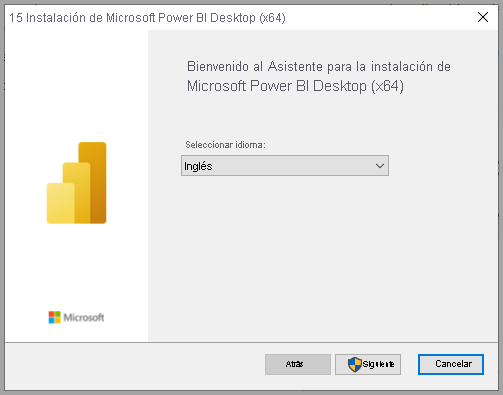 15 Instalación de Microsoft Power BI Desktop (x64)
Bienvenido al Asistente para la instalación de
Microsoft Power BI Desktop (x64)
Seleccionar idioma:
Inglés
Microsoft
Atrás
Siguiente
Cancelar